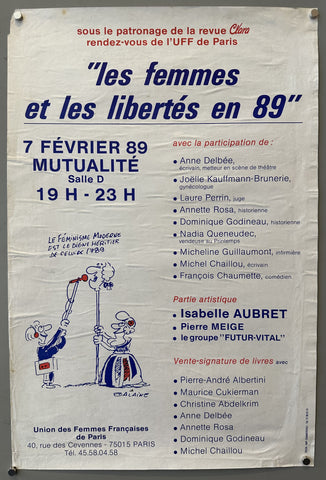 sous le patronage de la revue Clara
rendez-vous de l'UFF de Paris
"les femmes
et les libertés en 89"
7 FÉVRIER 89
MUTUALITÉ
Salle D
19 H - 23 H
avec la participation de :
• Anne Delbée,
écrivain, metteur en scène de théâtre
• Joëlle Kauffmann-Brunerie,
gynécologue
• Laure Perrin, juge
• Annette Rosa, historienne
• Dominique Godineau, historienne
• Nadia Queneudec,
vendeuse au Printemps
• Micheline Guillaumont, infirmière
• Michel Chaillou, écrivain
• François Chaumette, comédien
LE FÉMINISME MODERNE
EST LE DIGNE HÉRITIER
DE CELUI DE 1789
Partie artistique
• Isabelle AUBRET
• Pierre MEIGE
• le groupe "FUTUR-VITAL"
Vente-signature de livres avec
• Pierre-André Albertini
• Maurice Cukierman
• Christine Abdelkrim
• Anne Delbée
• Annette Rosa
• Dominique Godineau
• Michel Chaillou
Union des Femmes Françaises
de Paris
40, rue des Cevennes - 75015 PARIS
Tél. 45.58.04.58